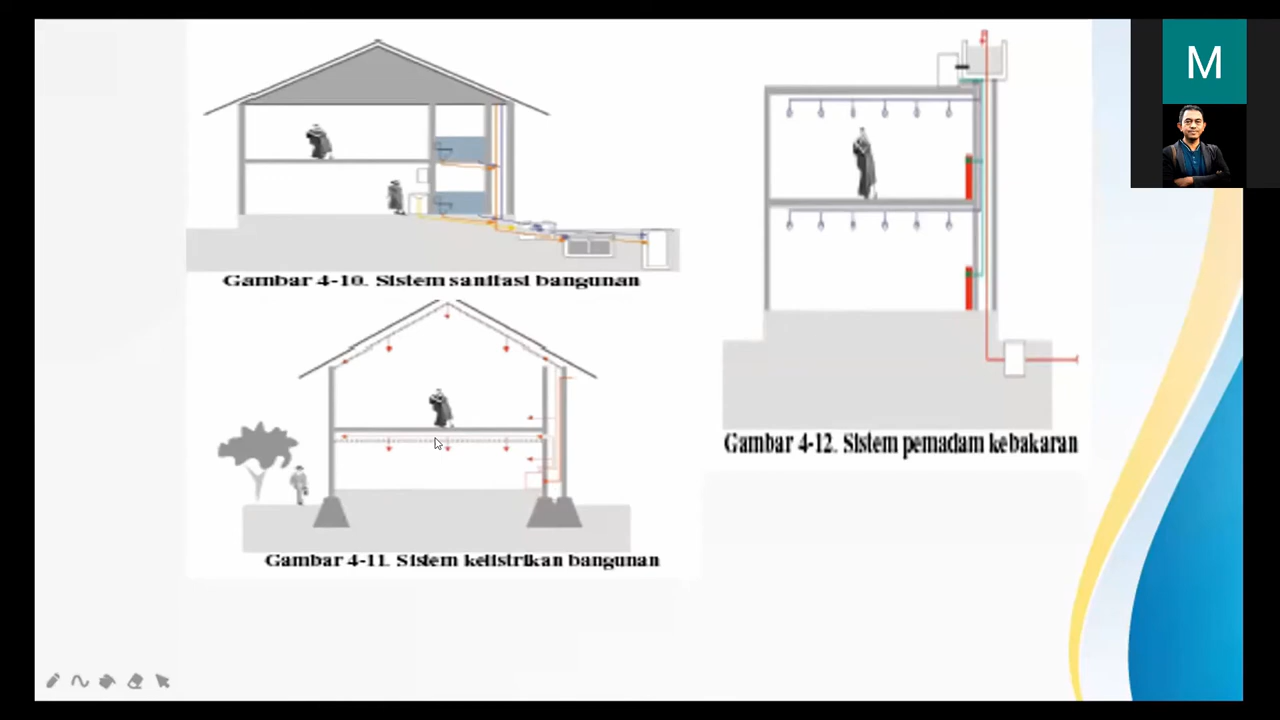 M
Gambar 4-10. Sistem sanitasi bangunan
Gambar 4-12. Sistem pemadam kebakaran
Gambar 4-11. Sistem kelistrikan bangunan